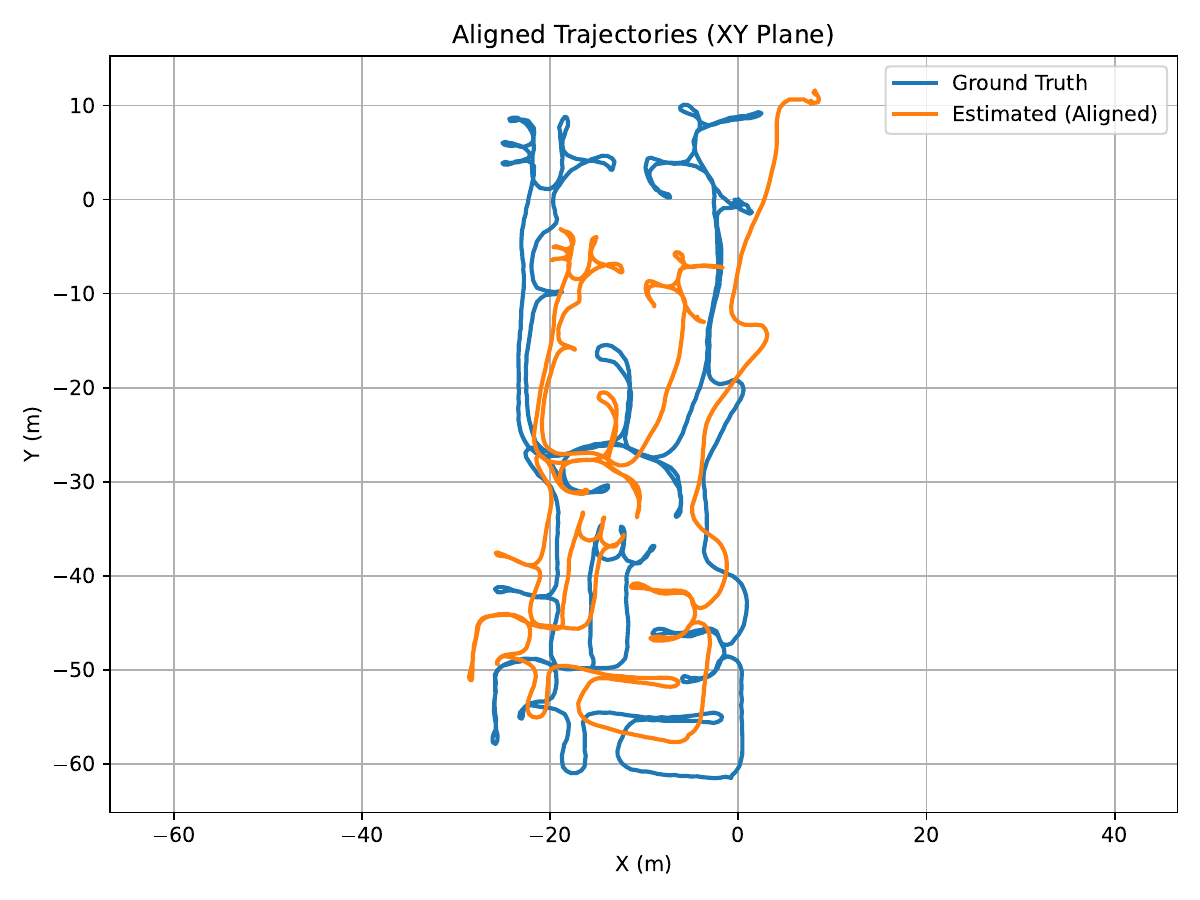 Aligned Trajectories (XY Plane)
Ground Truth
Estimated (Aligned)
10
0
−10
−20
−30
−40
−50
−60
Y (m)
−60
−40
−20
0
20
40
X (m)